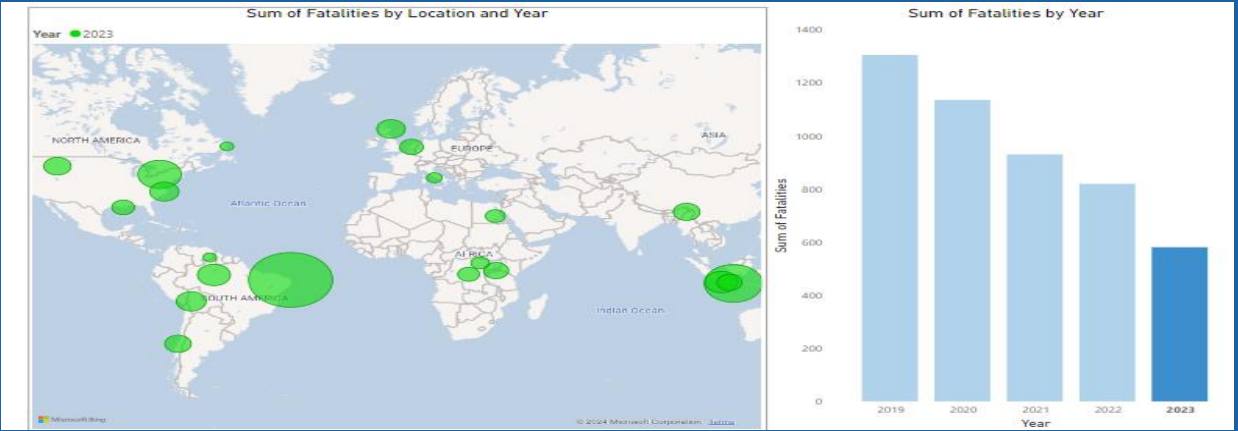 Sum of Fatalities by Location and Year
Year 2023
NORTH AMERICA
EUROPE
ASIA
Atlantic Ocean
AFRICA
SOUTH AMERICA
Indian Ocean
Microsoft Bing
© 2024 Microsoft Corporation Terms
Sum of Fatalities by Year
1400
1200
1000
800
600
400
200
0
Sum of Fatalities
2019 2020 2021 2022 2023
Year